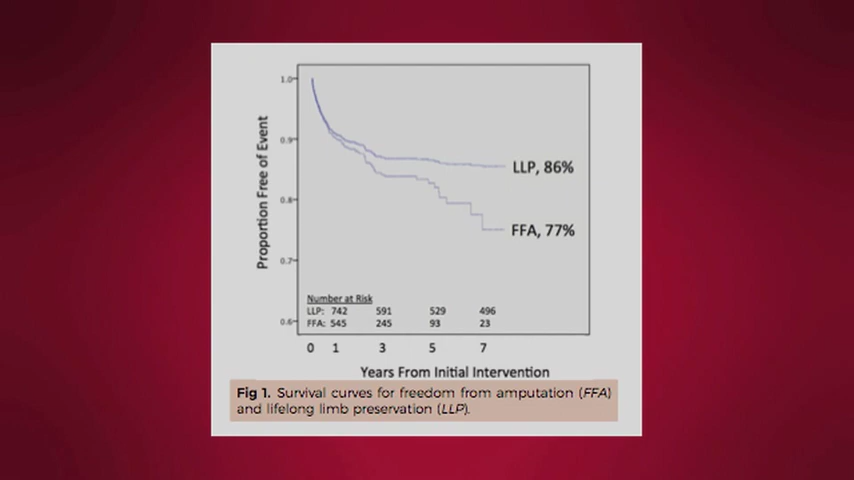 1.0
0.9
0.8
0.7
0.6
Proportion Free of Event
LLP, 86%
FFA, 77%
Number at Risk
LLP: 742 591 529 496
FFA: 545 245 93 23
0 1 3 5 7
Years From Initial Intervention
Fig 1. Survival curves for freedom from amputation (FFA)
and lifelong limb preservation (LLP).